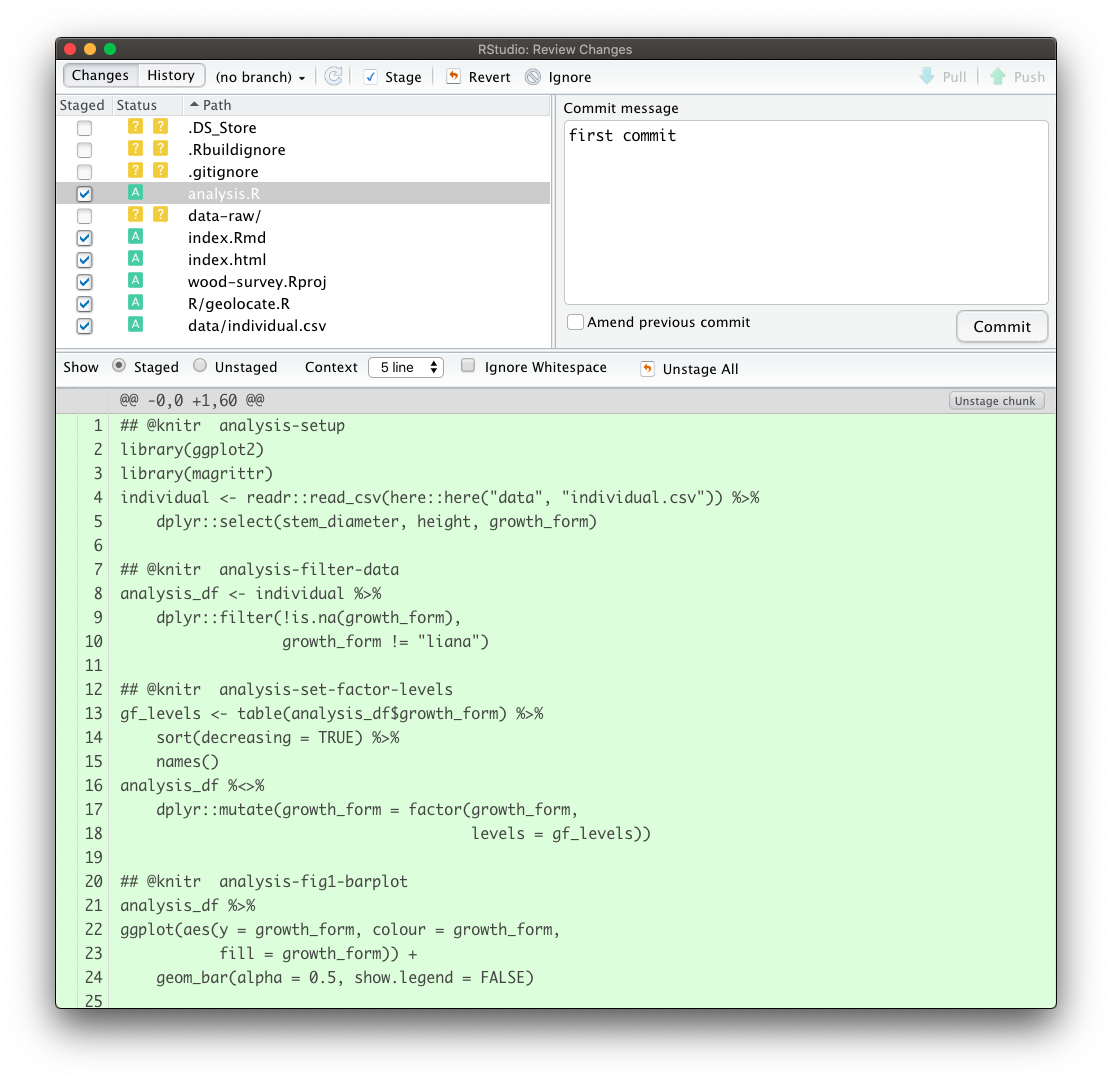 RStudio: Review Changes
Changes History (no branch) Stage Revert Ignore Pull Push
Staged Status Path
? ? .DS_Store
? ? .Rbuildignore
? ? .gitignore
A analysis.R
? ? data-raw/
A index.Rmd
A index.html
A wood-survey.Rproj
A R/geolocate.R
A data/individual.csv
Commit message
first commit
Amend previous commit Commit
Show Staged Unstaged Context 5 line Ignore Whitespace Unstage All
@@ -0,0 +1,60 @@ Unstage chunk
1 ## @knitr  analysis-setup
2 library(ggplot2)
3 library(magrittr)
4 individual <- readr::read_csv(here::here("data", "individual.csv")) %>%
5     dplyr::select(stem_diameter, height, growth_form)
6
7 ## @knitr  analysis-filter-data
8 analysis_df <- individual %>%
9     dplyr::filter(!is.na(growth_form),
10                   growth_form != "liana")
11
12 ## @knitr  analysis-set-factor-levels
13 gf_levels <- table(analysis_df$growth_form) %>%
14     sort(decreasing = TRUE) %>%
15     names()
16 analysis_df %<>%
17     dplyr::mutate(growth_form = factor(growth_form,
18                                        levels = gf_levels))
19
20 ## @knitr  analysis-fig1-barplot
21 analysis_df %>%
22 ggplot(aes(y = growth_form, colour = growth_form,
23            fill = growth_form)) +
24     geom_bar(alpha = 0.5, show.legend = FALSE)
25